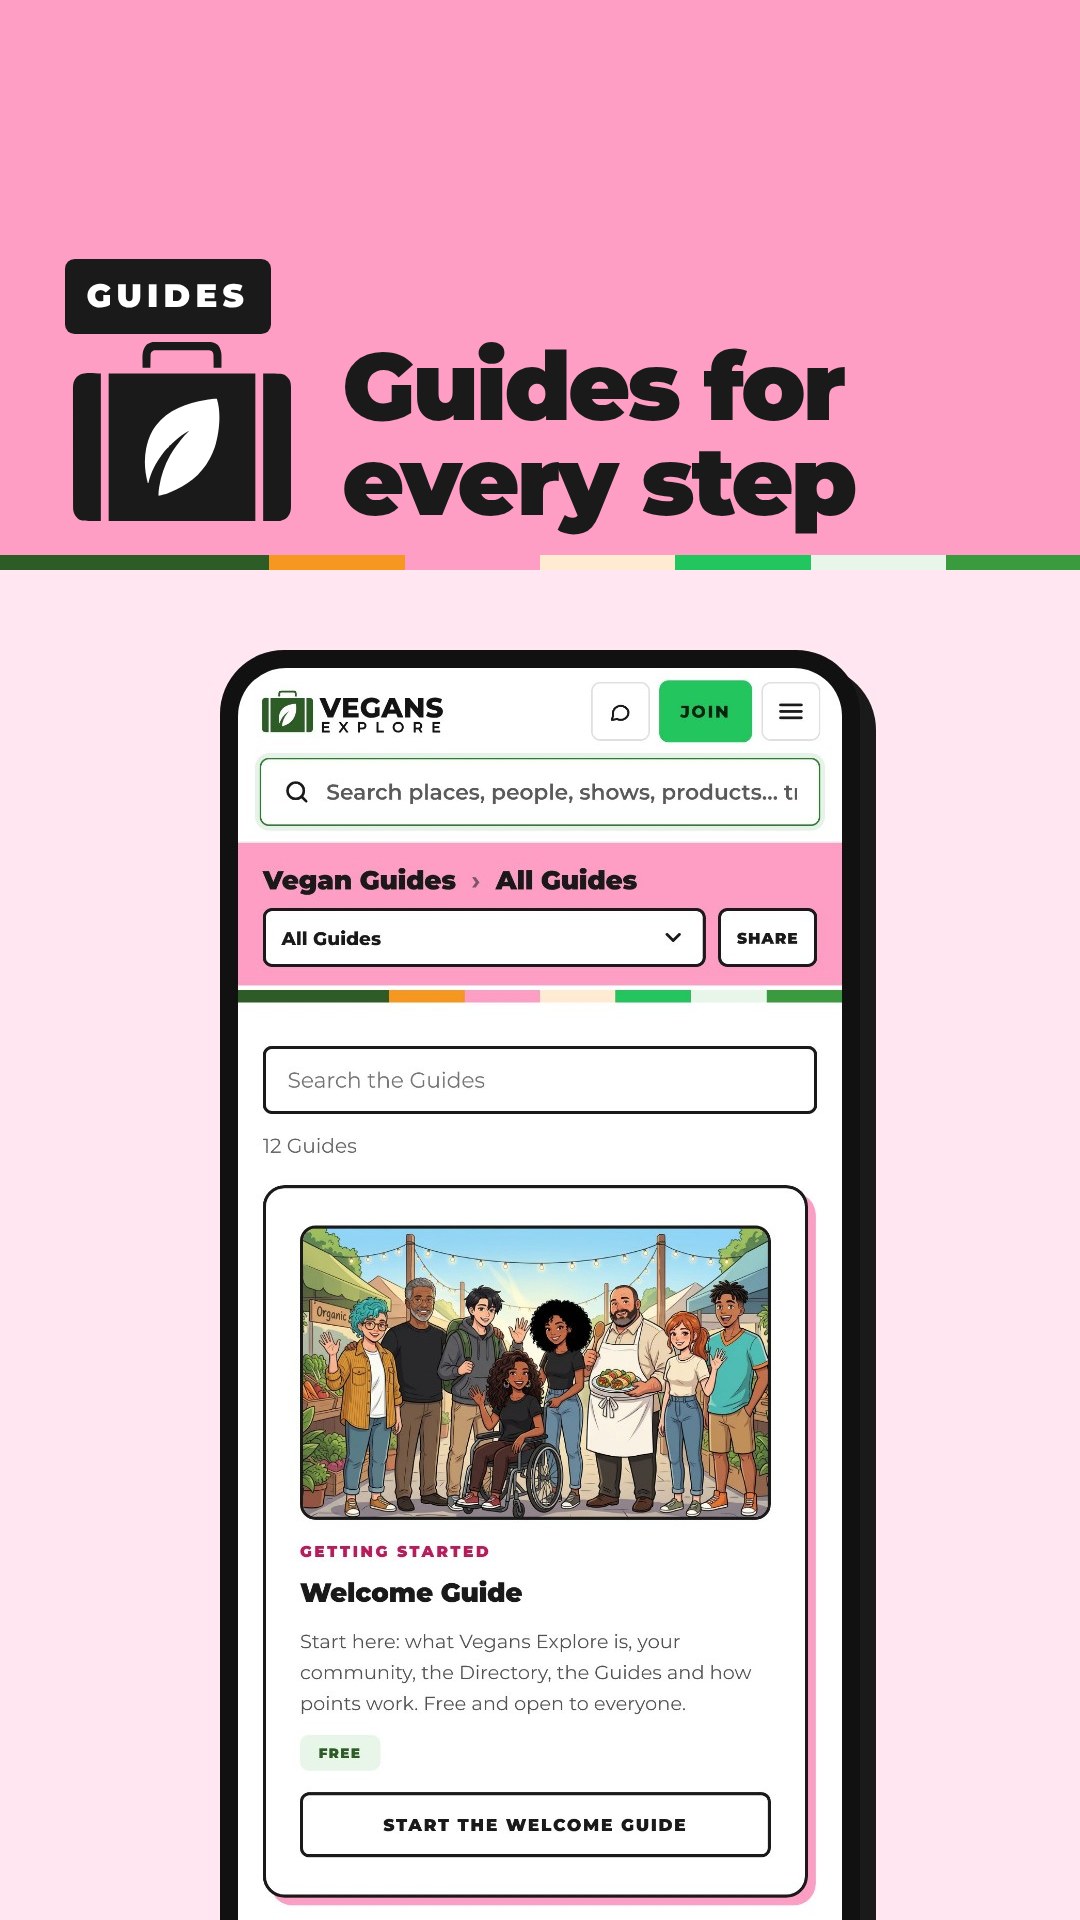 GUIDES
Guides for
every step
VEGANS
EXPLORE
JOIN
Search places, people, shows, products...
Vegan Guides › All Guides
All Guides
SHARE
Search the Guides
12 Guides
Organic
GETTING STARTED
Welcome Guide
Start here: what Vegans Explore is, your
community, the Directory, the Guides and how
points work. Free and open to everyone.
FREE
START THE WELCOME GUIDE